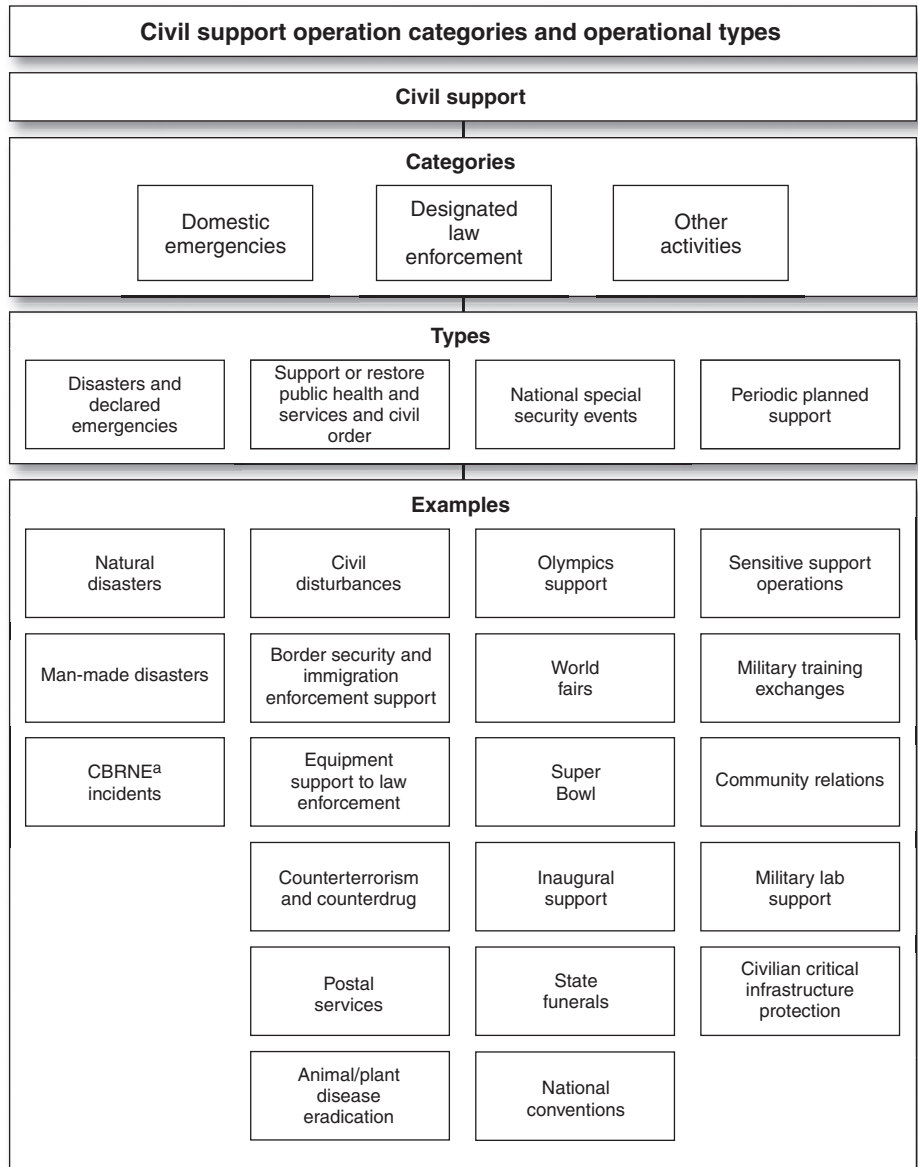 Civil support operation categories and operational types
Civil support
Categories
Domestic
emergencies
Designated
law
enforcement
Other
activities
Types
Disasters and
declared
emergencies
Support or restore
public health and
services and civil
order
National special
security events
Periodic planned
support
Examples
Natural
disasters
Civil
disturbances
Olympics
support
Sensitive support
operations
Man-made disasters
Border security and
immigration
enforcement support
World
fairs
Military training
exchanges
CBRNEa
incidents
Equipment
support to law
enforcement
Super
Bowl
Community relations
Counterterrorism
and counterdrug
Inaugural
support
Military lab
support
Postal
services
State
funerals
Civilian critical
infrastructure
protection
Animal/plant
disease
eradication
National
conventions